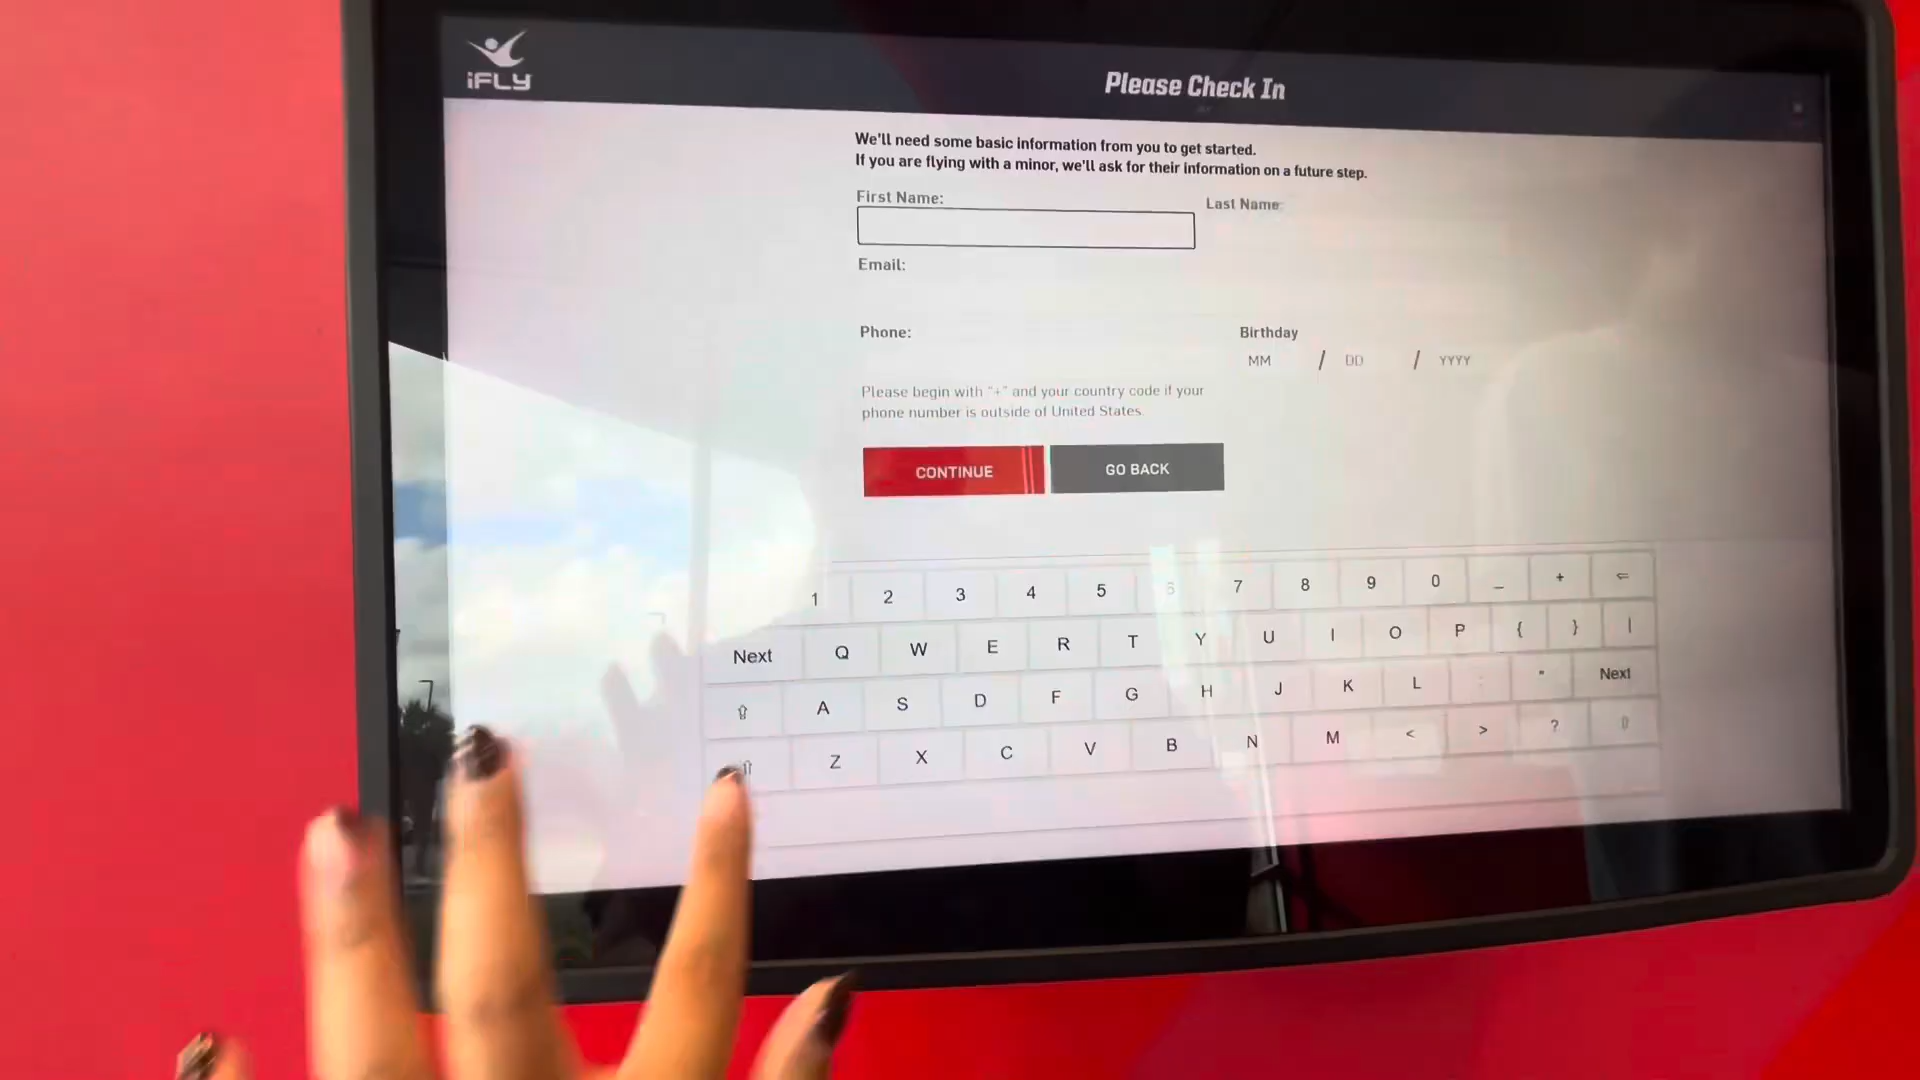 iFLY
Please Check In
We'll need some basic information from you to get started.
If you are flying with a minor, we'll ask for their information on a future step.
First Name:
Last Name:
Email:
Phone:
Birthday
MM / DD / YYYY
Please begin with "+" and your country code if your
phone number is outside of United States.
CONTINUE
GO BACK
1 2 3 4 5 6 7 8 9 0 _ + ⇐
Next Q W E R T Y U I O P { } |
⇧ A S D F G H J K L : " Next
⇧ Z X C V B N M < > ? ⇧